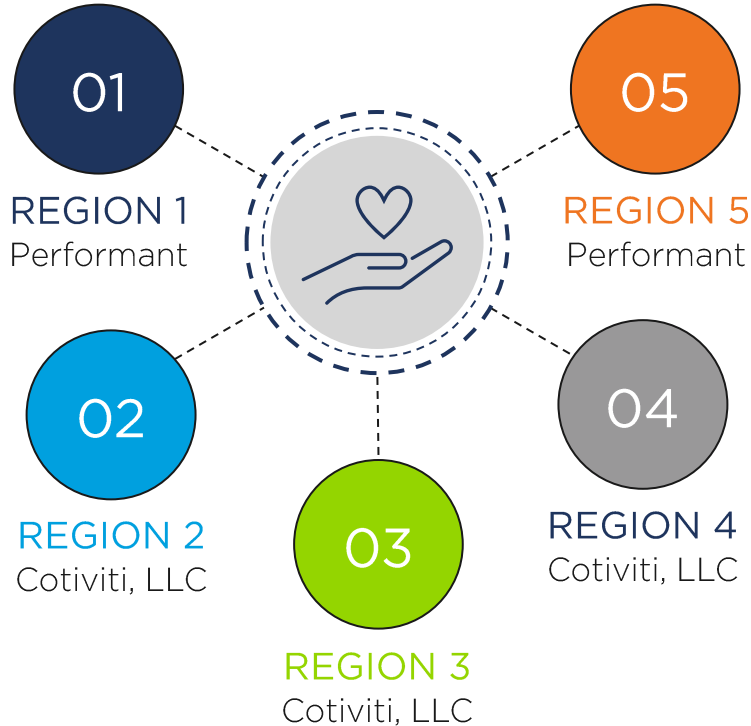 01
REGION 1
Performant
02
REGION 2
Cotiviti, LLC
03
REGION 3
Cotiviti, LLC
04
REGION 4
Cotiviti, LLC
05
REGION 5
Performant